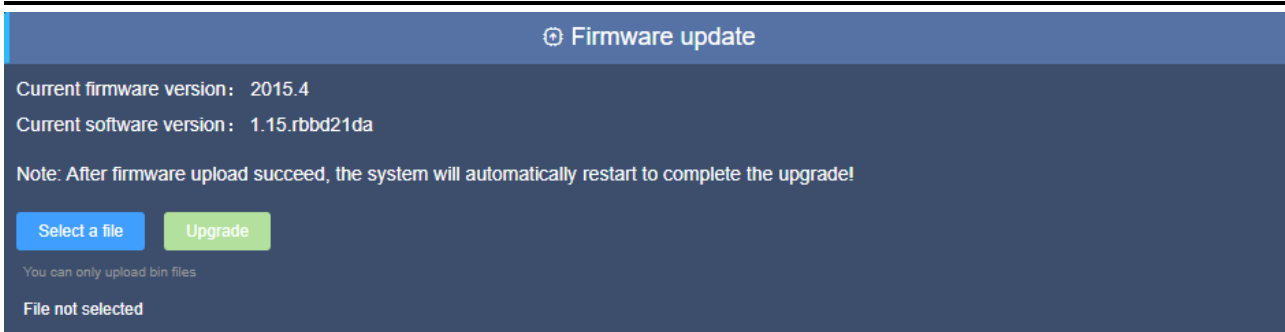 Firmware update
Current firmware version： 2015.4
Current software version： 1.15.rbbd21da
Note: After firmware upload succeed, the system will automatically restart to complete the upgrade!
Select a file Upgrade
You can only upload bin files
File not selected